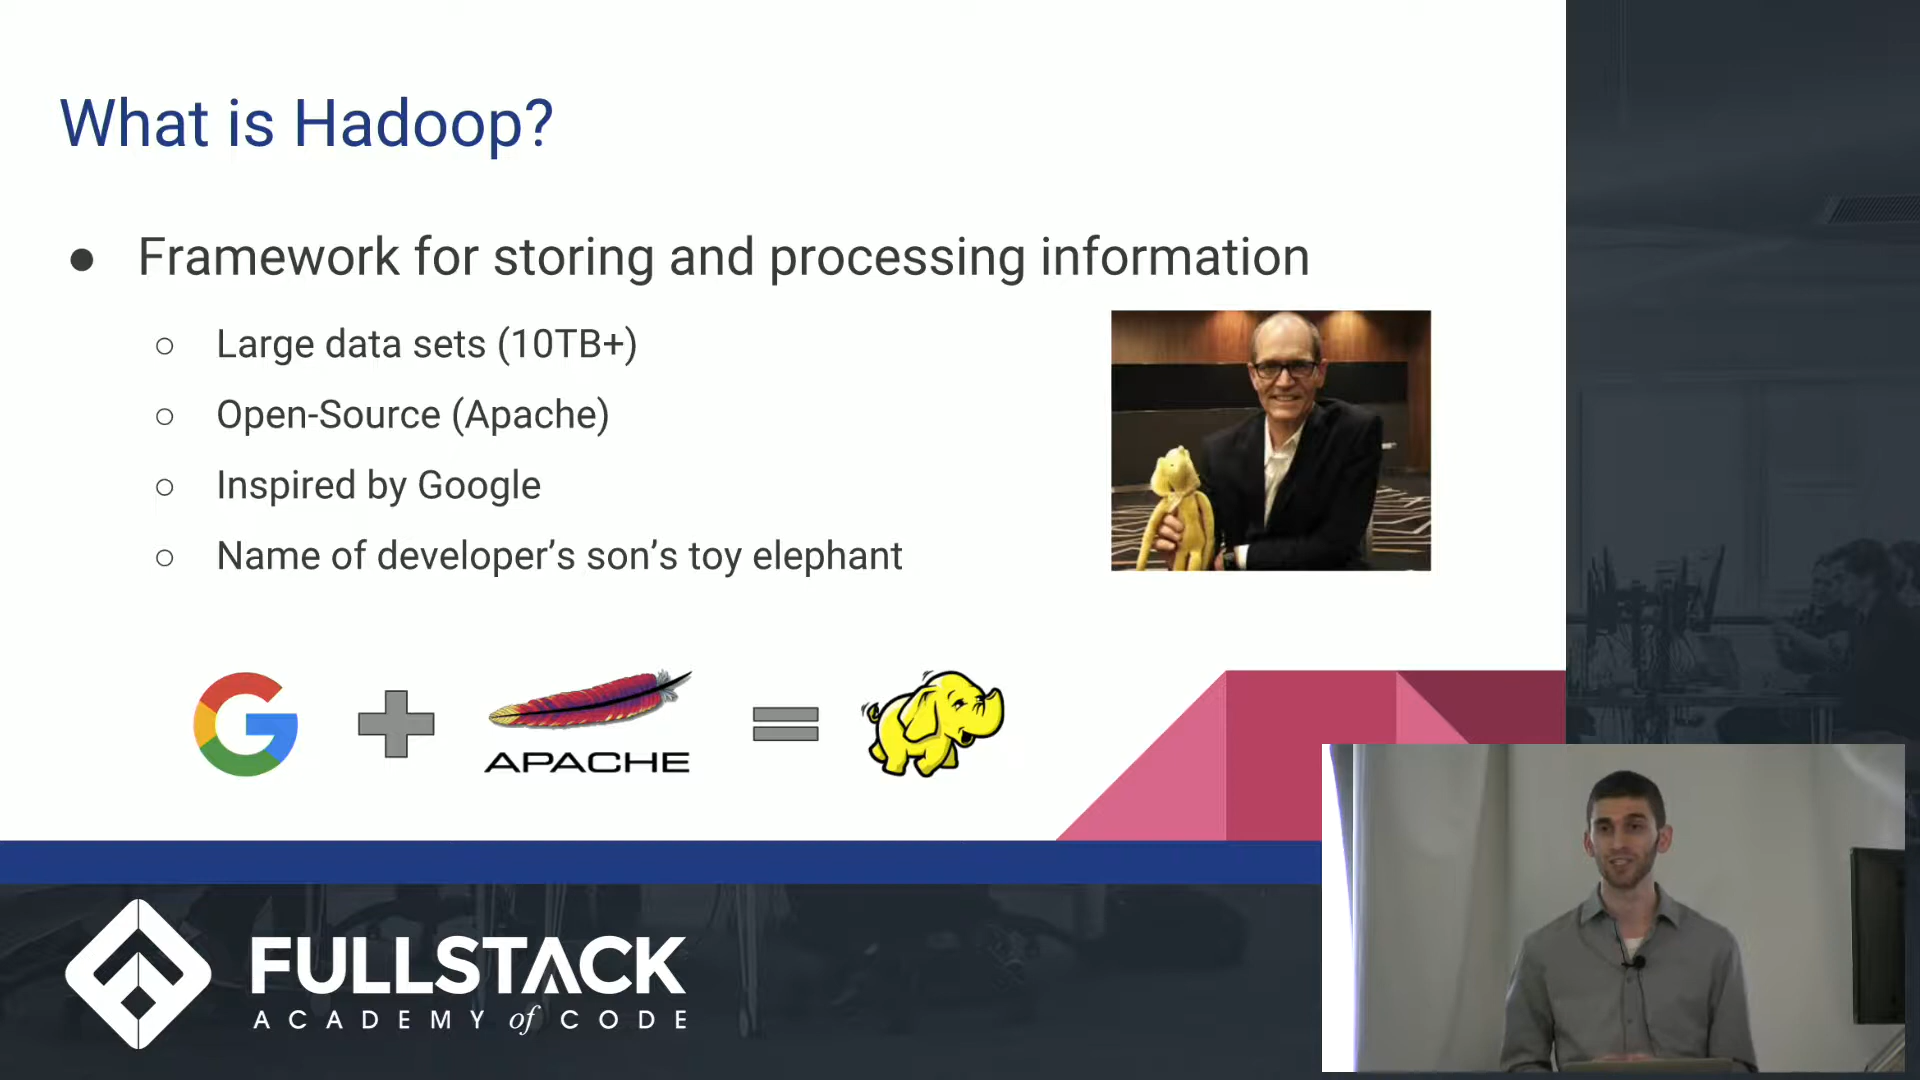 What is Hadoop?
● Framework for storing and processing information
○ Large data sets (10TB+)
○ Open-Source (Apache)
○ Inspired by Google
○ Name of developer’s son’s toy elephant
APACHE
FULLSTACK
ACADEMY of CODE